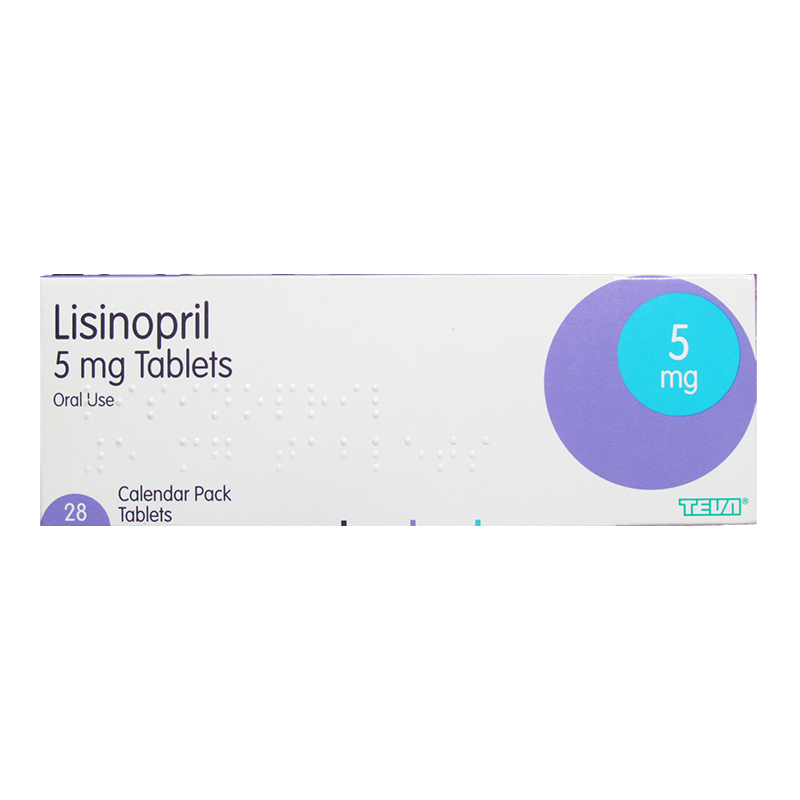 Lisinopril
5 mg Tablets
Oral Use
5
mg
28
Calendar Pack
Tablets
TEVA®